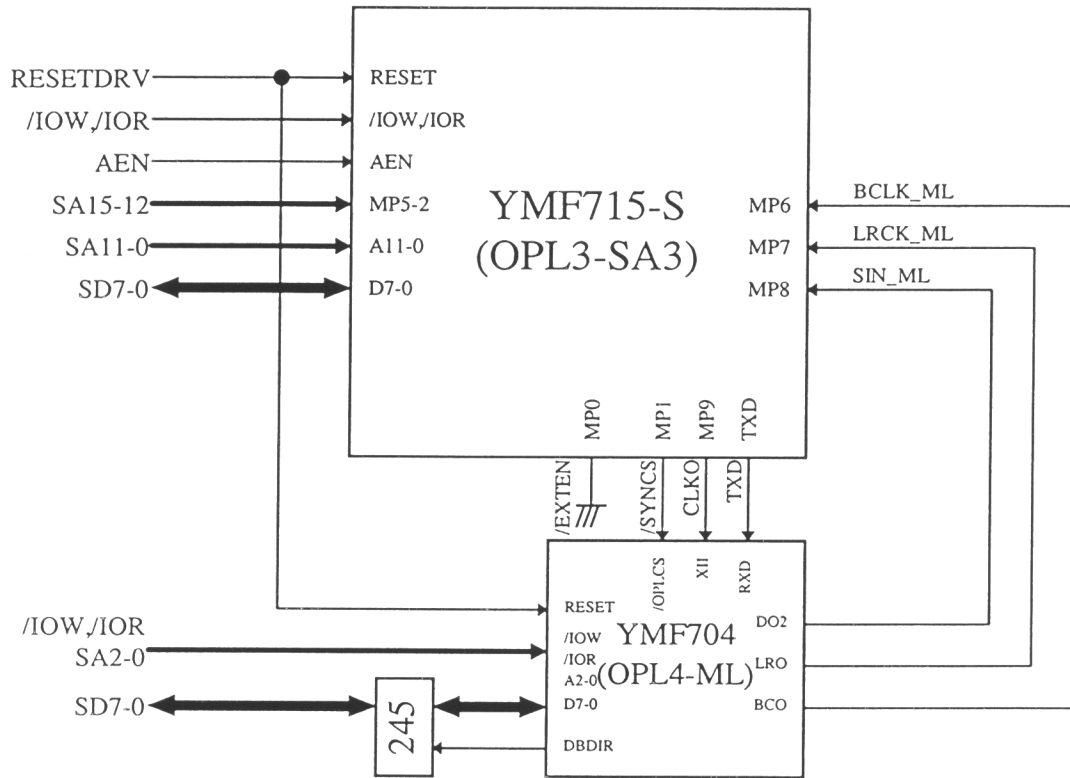 RESETDRV
RESET
/IOW,/IOR
/IOW,/IOR
AEN
AEN
SA15-12
MP5-2
SA11-0
A11-0
SD7-0
D7-0
YMF715-S
(OPL3-SA3)
MP6
BCLK_ML
MP7
LRCK_ML
MP8
SIN_ML
MP0
MP1
MP9
TXD
/EXTEN
/SYNCS
CLKO
TXD
/OPLCS
XII
RXD
RESET
/IOW
/IOR
A2-0
D7-0
DBDIR
YMF704
(OPL4-ML)
DO2
LRO
BCO
/IOW,/IOR
SA2-0
SD7-0
245